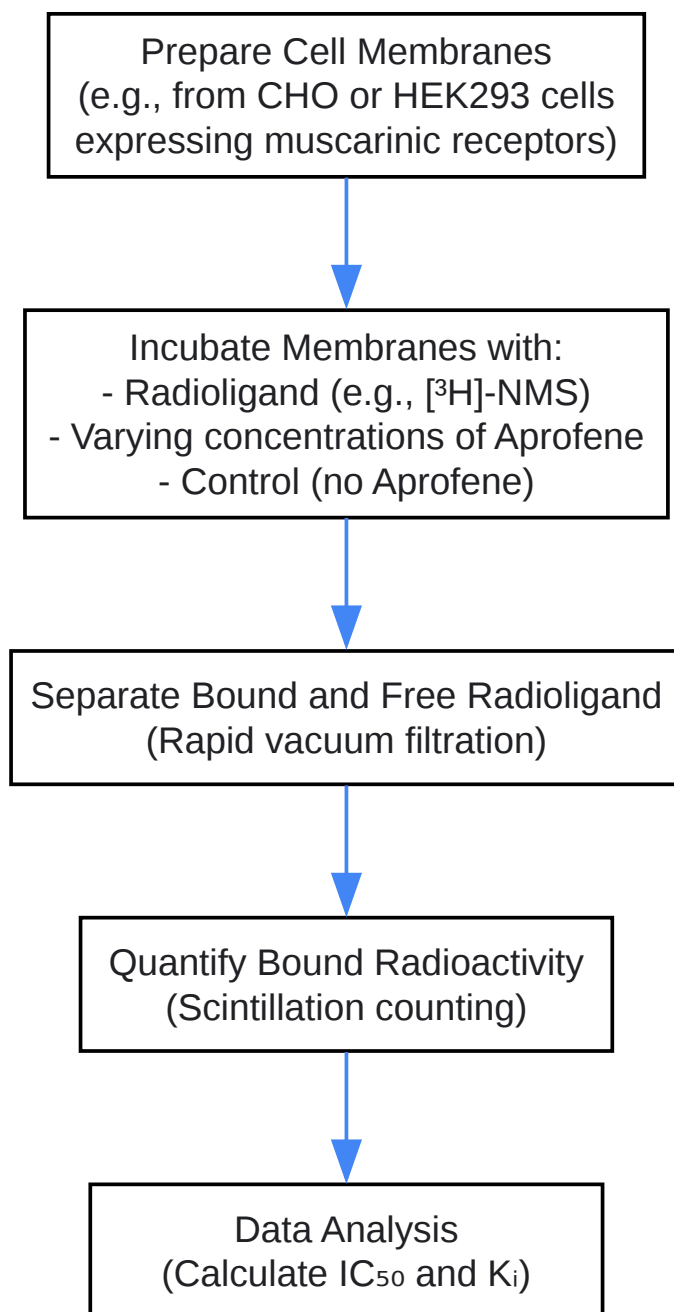 Prepare Cell Membranes
(e.g., from CHO or HEK293 cells
expressing muscarinic receptors)
Incubate Membranes with:
- Radioligand (e.g., [³H]-NMS)
- Varying concentrations of Aprofene
- Control (no Aprofene)
Separate Bound and Free Radioligand
(Rapid vacuum filtration)
Quantify Bound Radioactivity
(Scintillation counting)
Data Analysis
(Calculate IC₅₀ and Kᵢ)